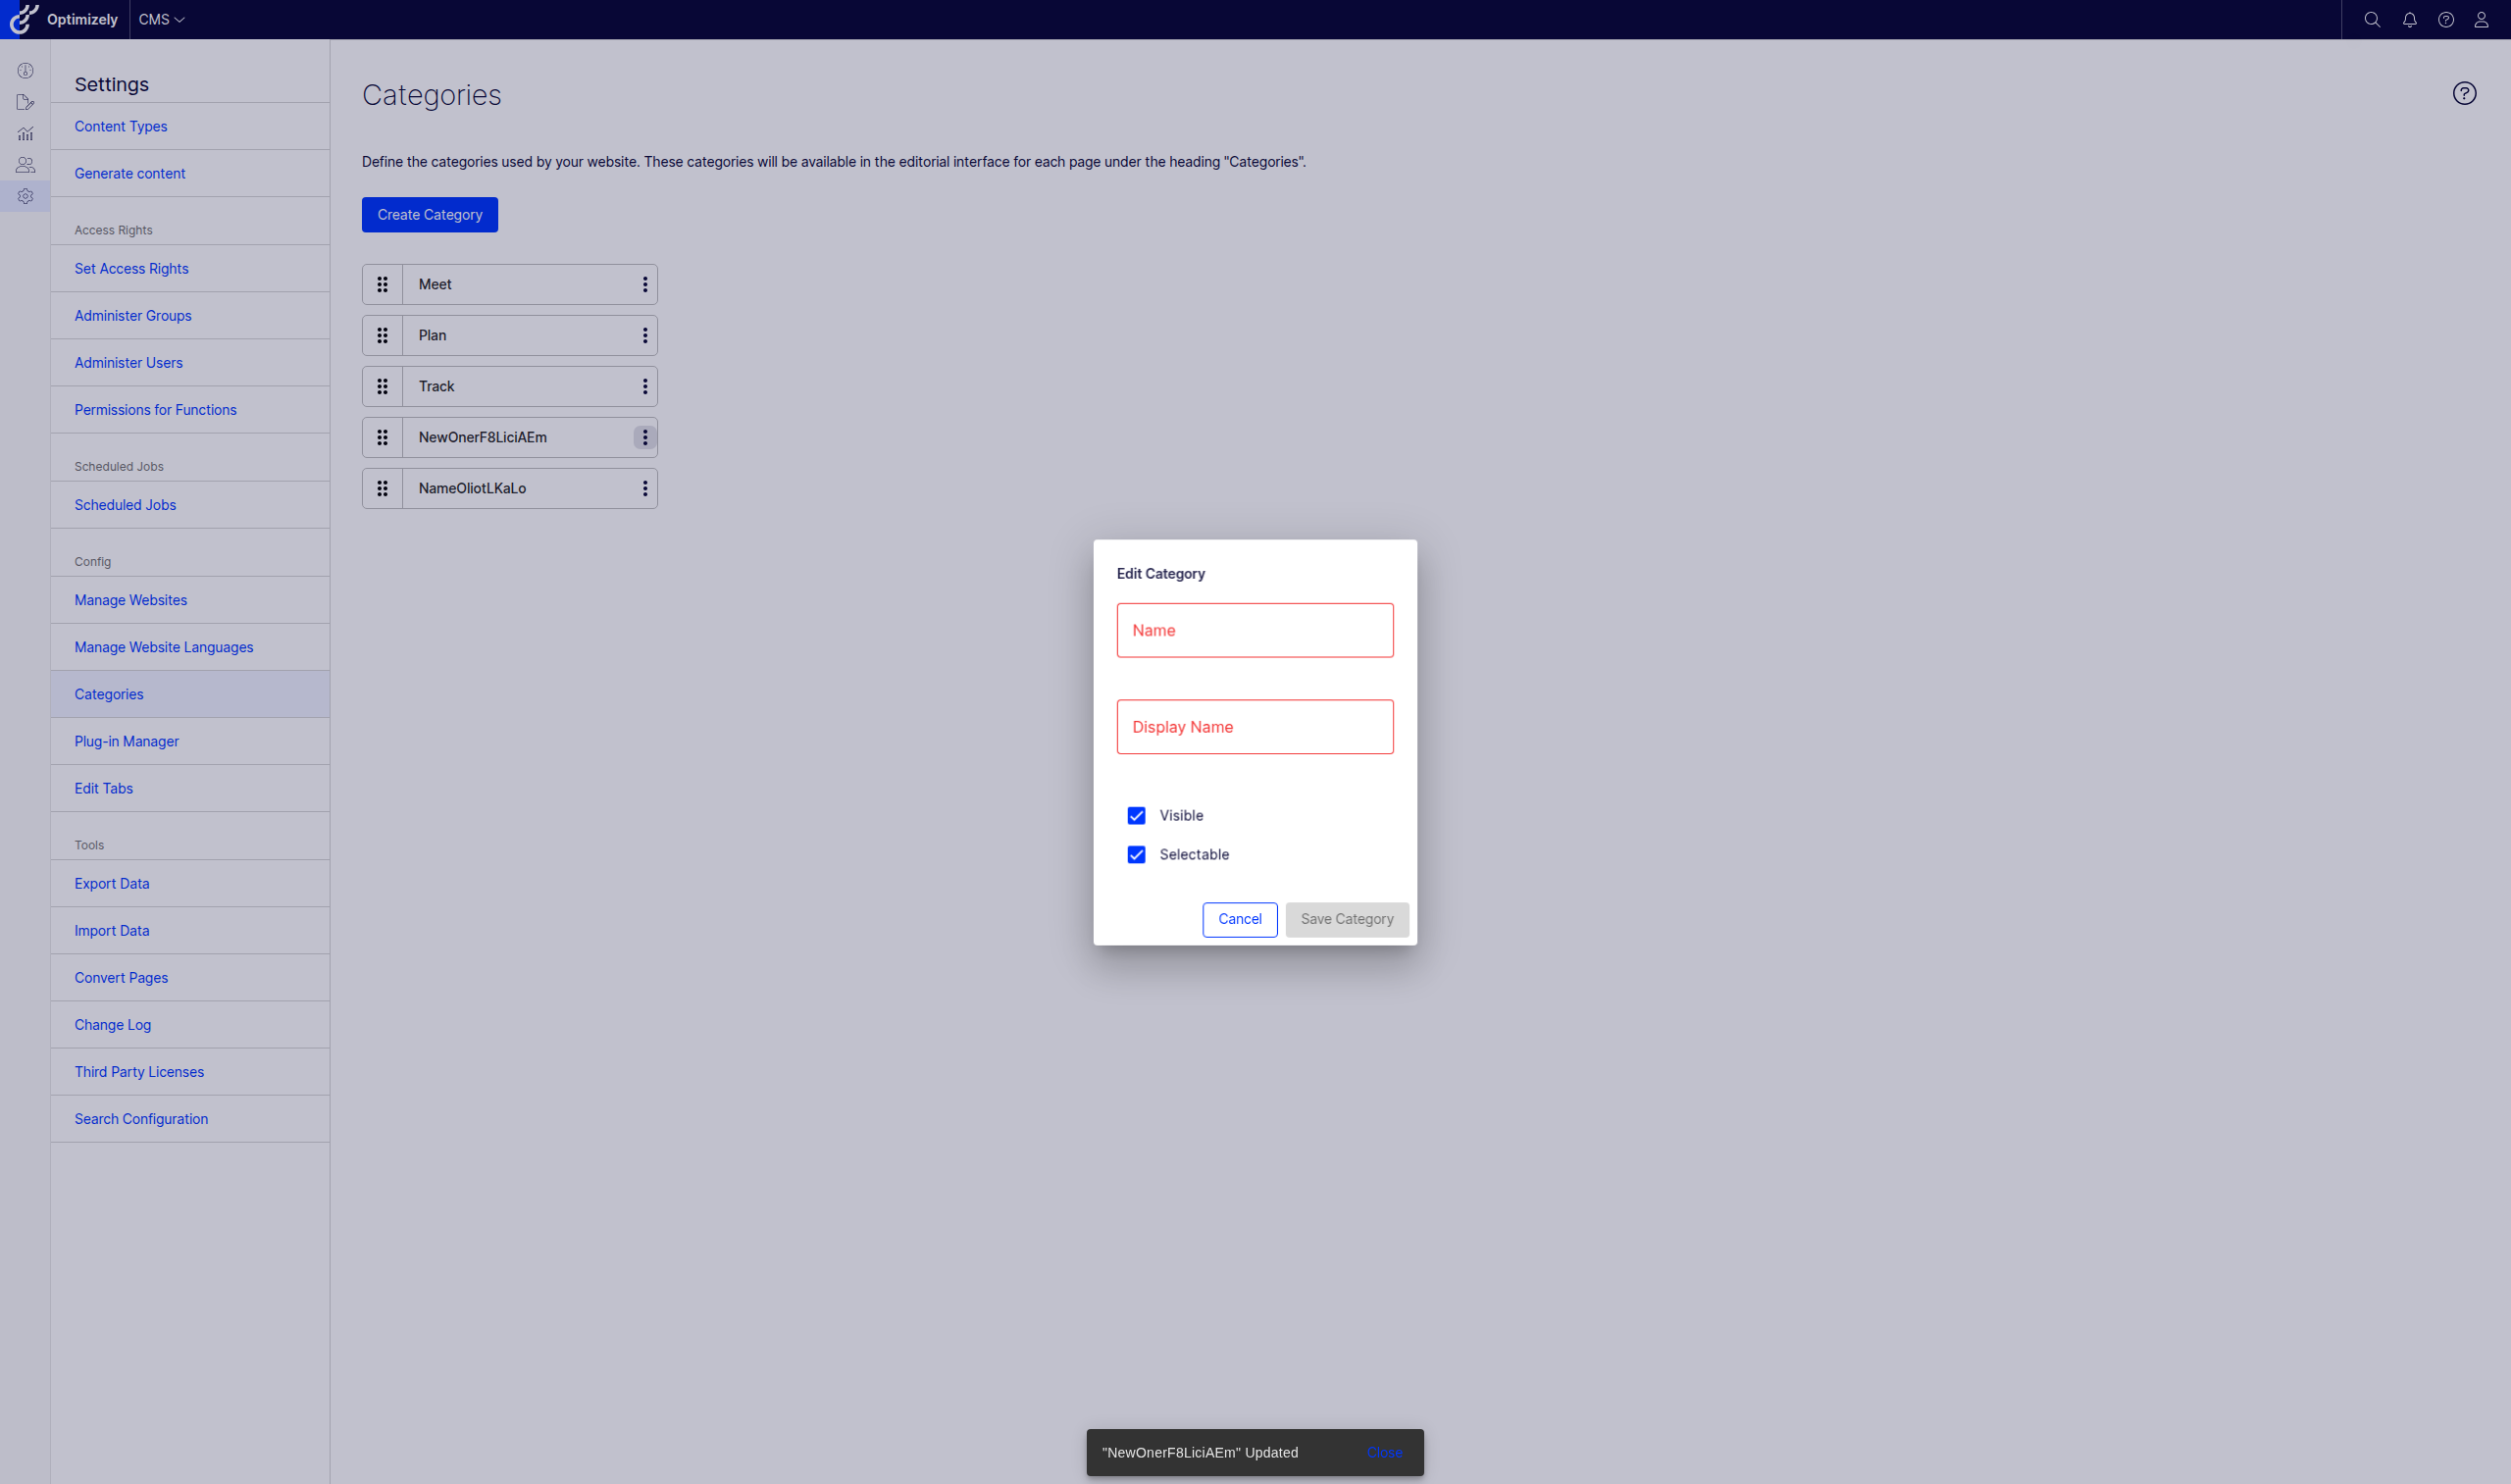 Optimizely
CMS
Settings
Content Types
Generate content
Access Rights
Set Access Rights
Administer Groups
Administer Users
Permissions for Functions
Scheduled Jobs
Scheduled Jobs
Config
Manage Websites
Manage Website Languages
Categories
Plug-in Manager
Edit Tabs
Tools
Export Data
Import Data
Convert Pages
Change Log
Third Party Licenses
Search Configuration
Categories
Define the categories used by your website. These categories will be available in the editorial interface for each page under the heading "Categories".
Create Category
Meet
Plan
Track
NewOnerF8LiciAEm
NameOliotLKaLo
Edit Category
Name
Display Name
Visible
Selectable
Cancel
Save Category
"NewOnerF8LiciAEm" Updated
Close